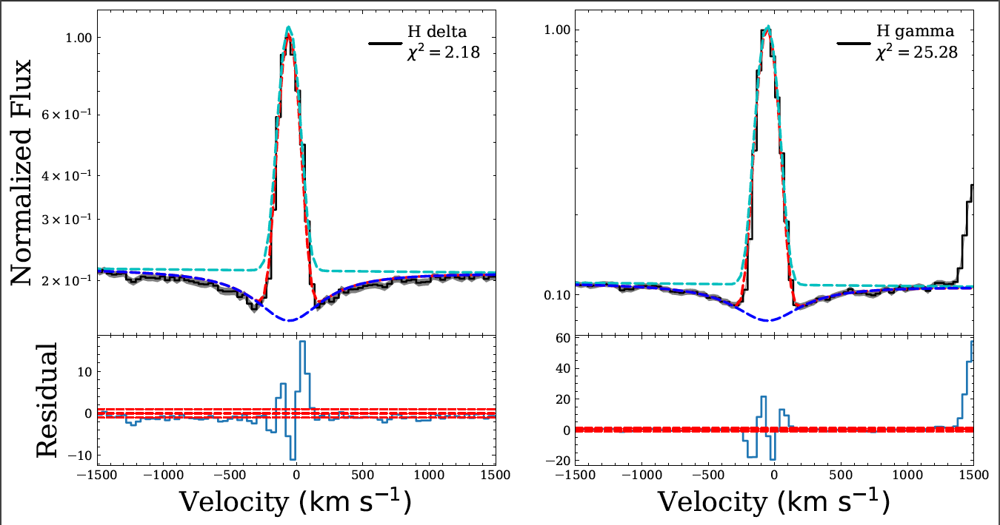 Normalized Flux
1.00
6 × 10⁻¹
4 × 10⁻¹
3 × 10⁻¹
2 × 10⁻¹
H delta
χ² = 2.18
1.00
0.10
H gamma
χ² = 25.28
Residual
10
0
−10
−1500 −1000 −500 0 500 1000 1500
Velocity (km s⁻¹)
60
40
20
0
−20
−1500 −1000 −500 0 500 1000 1500
Velocity (km s⁻¹)